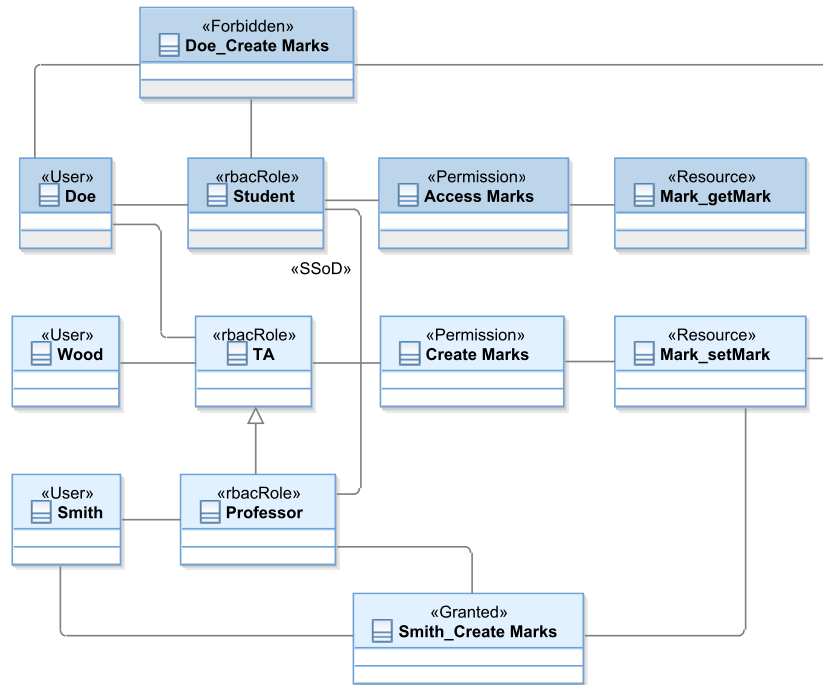 «Forbidden»
Doe_Create Marks
«User»
Doe
«rbacRole»
Student
«Permission»
Access Marks
«Resource»
Mark_getMark
«SSoD»
«User»
Wood
«rbacRole»
TA
«Permission»
Create Marks
«Resource»
Mark_setMark
«User»
Smith
«rbacRole»
Professor
«Granted»
Smith_Create Marks